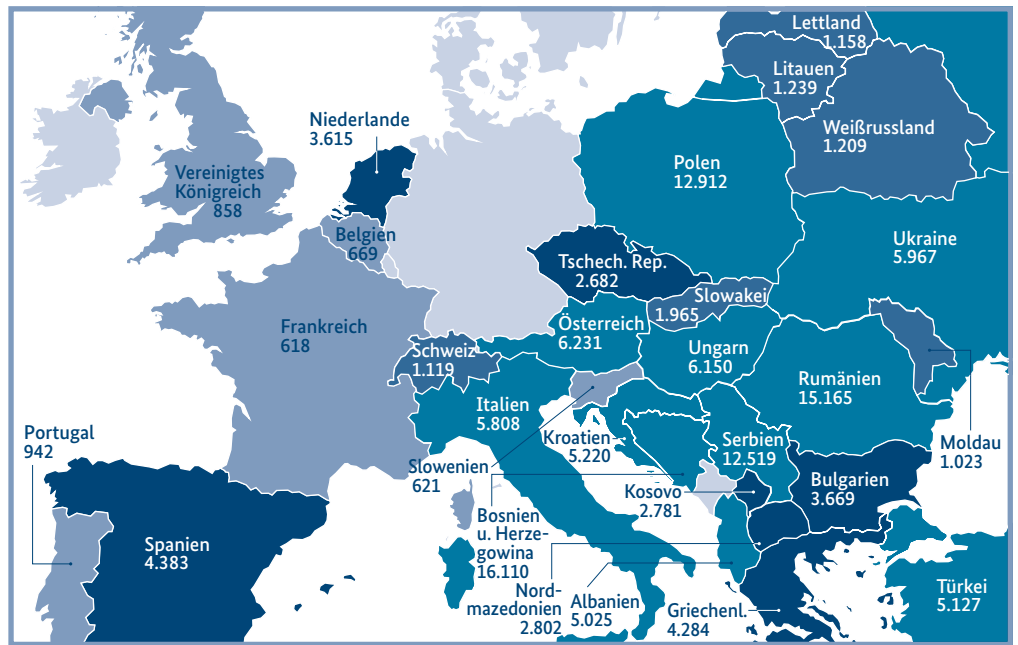 Lettland
1.158
Litauen
1.239
Weißrussland
1.209
Niederlande
3.615
Vereinigtes
Königreich
858
Polen
12.912
Belgien
669
Ukraine
5.967
Tschech. Rep.
2.682
Slowakei
1.965
Frankreich
618
Österreich
6.231
Schweiz
1.119
Ungarn
6.150
Rumänien
15.165
Italien
5.808
Portugal
942
Kroatien
5.220
Serbien
12.519
Moldau
1.023
Slowenien
621
Kosovo
2.781
Bulgarien
3.669
Bosnien
u. Herze-
gowina
16.110
Spanien
4.383
Nord-
mazedonien
2.802
Albanien
5.025
Griechenl.
4.284
Türkei
5.127